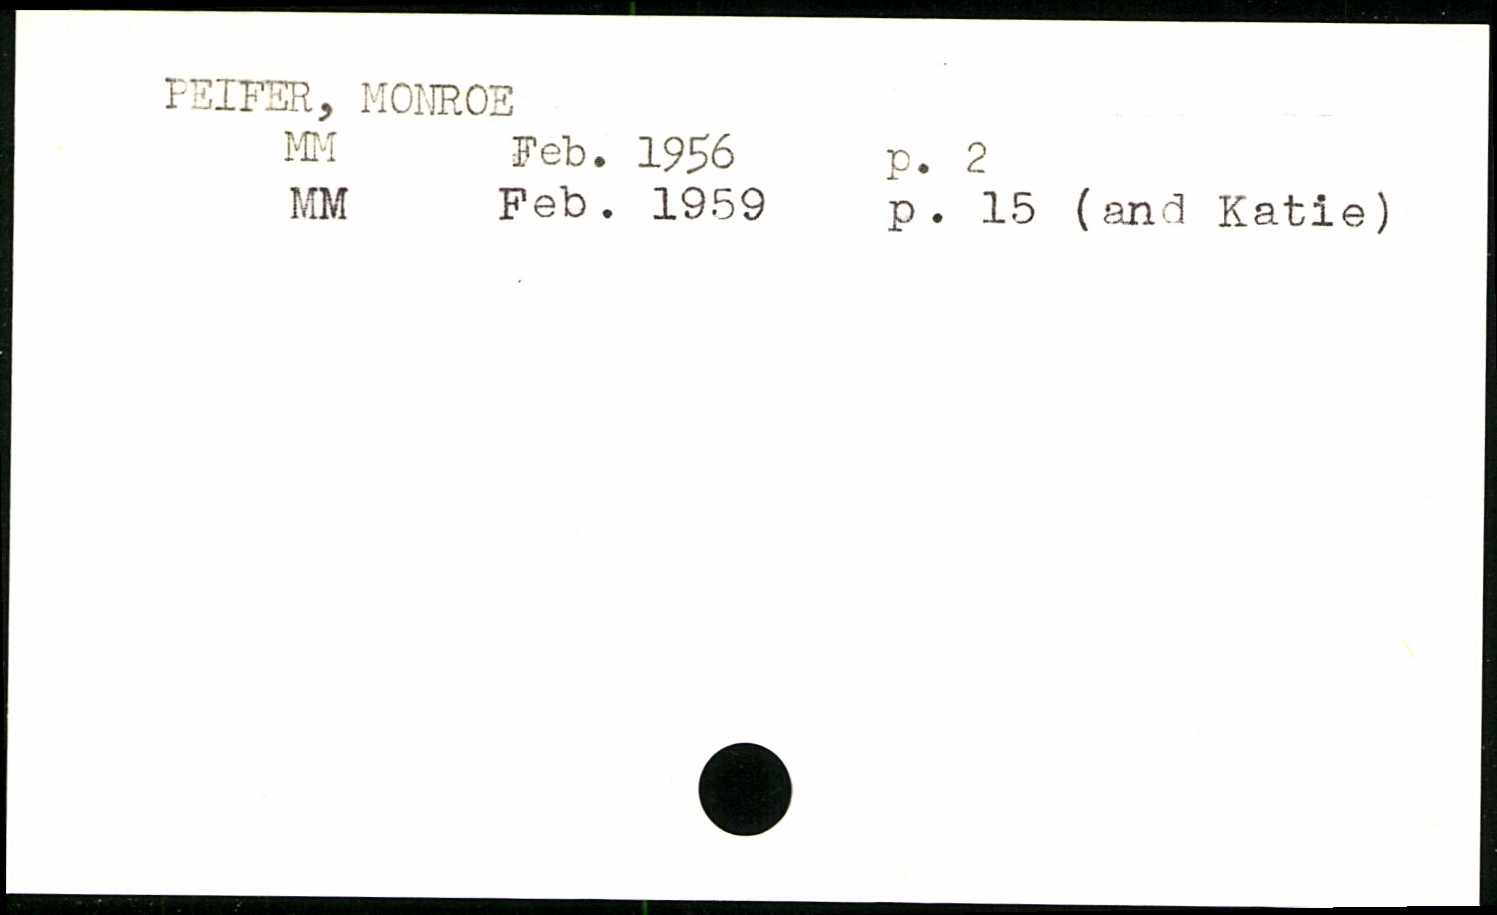 PEIFER, MONROE
MM Feb. 1956 p. 2
MM Feb. 1959 p. 15 (and Katie)